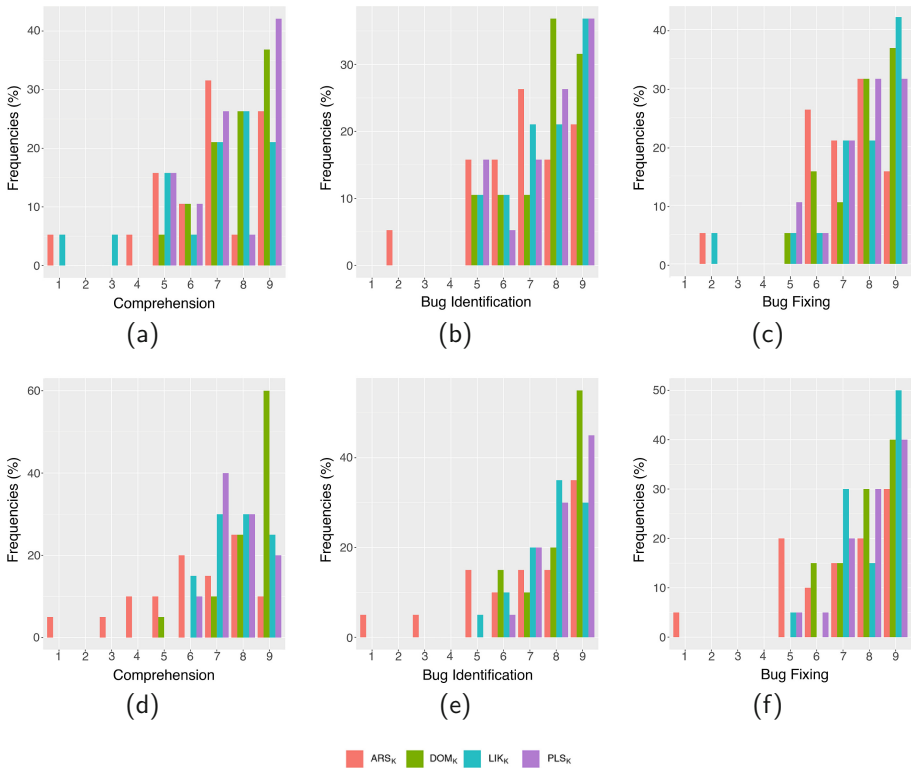 Frequencies (%)
40
30
20
10
0
1 2 3 4 5 6 7 8 9
Comprehension
(a)
Frequencies (%)
30
20
10
0
1 2 3 4 5 6 7 8 9
Bug Identification
(b)
Frequencies (%)
40
30
20
10
0
1 2 3 4 5 6 7 8 9
Bug Fixing
(c)
Frequencies (%)
60
40
20
0
1 2 3 4 5 6 7 8 9
Comprehension
(d)
Frequencies (%)
40
20
0
1 2 3 4 5 6 7 8 9
Bug Identification
(e)
Frequencies (%)
50
40
30
20
10
0
1 2 3 4 5 6 7 8 9
Bug Fixing
(f)
ARSK DOMK LIKK PLSK